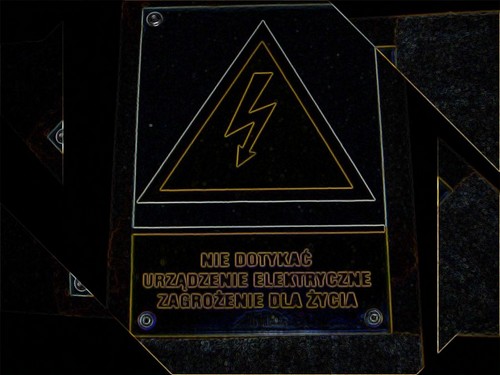 NIE DOTYKAĆ
URZĄDZENIE ELEKTRYCZNE
ZAGROŻENIE DLA ŻYCIA